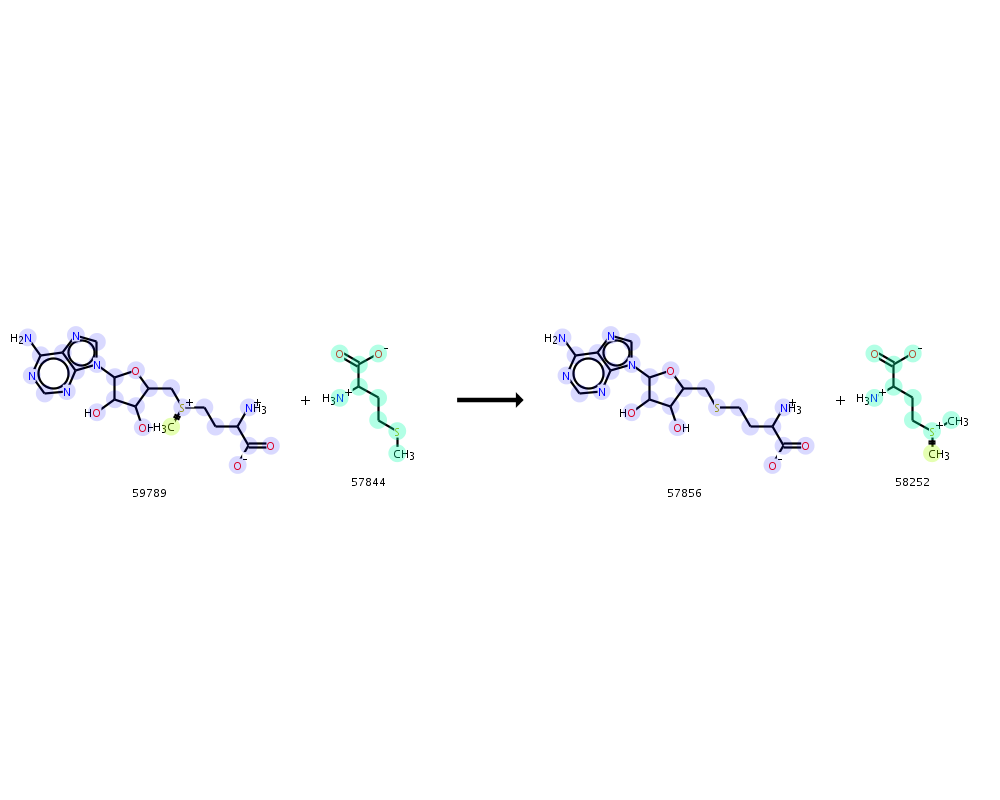 H₂N N N N N O HO OH H₃C S + NH₃ + O O -
59789
+
O O - H₃N + S CH₃
57844
H₂N N N N N O HO OH S NH₃ + O O -
57856
+
O O - H₃N + S + CH₃ CH₃
58252